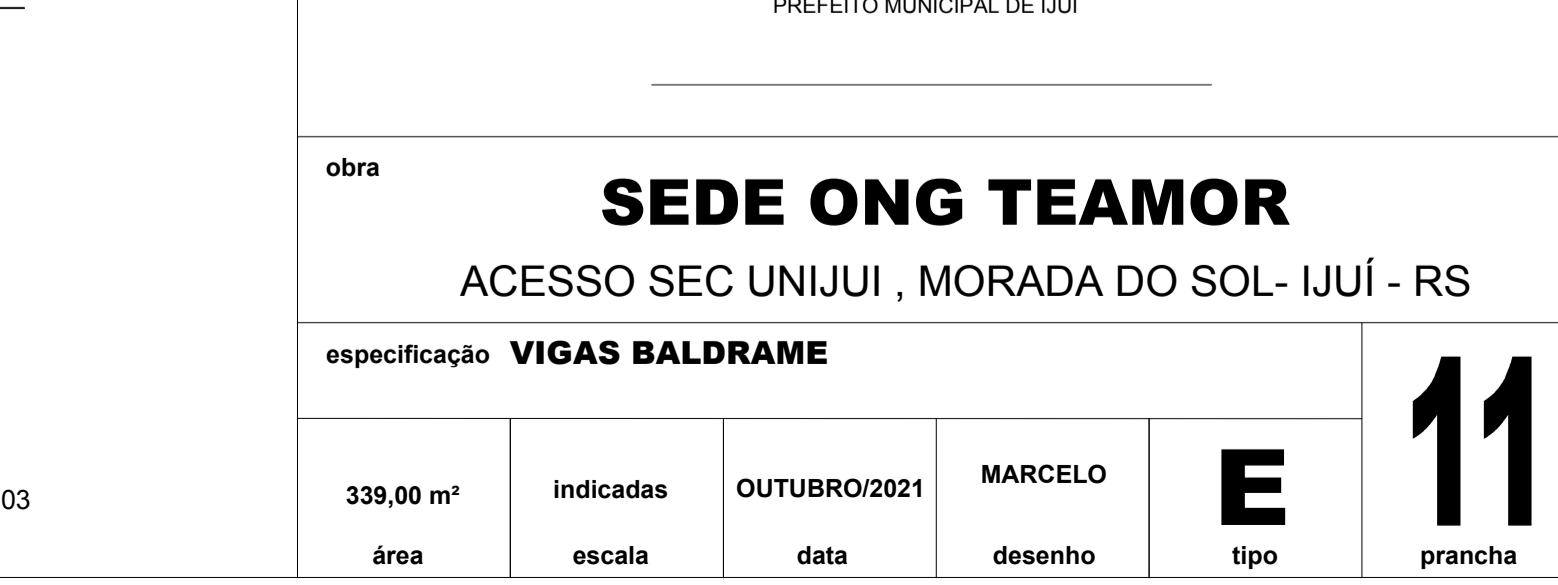 PREFEITO MUNICIPAL DE IJUÍ
obra
SEDE ONG TEAMOR
ACESSO SEC UNIJUI , MORADA DO SOL- IJUÍ - RS
especificação VIGAS BALDRAME
03
339,00 m² indicadas OUTUBRO/2021 MARCELO E 11
área escala data desenho tipo prancha